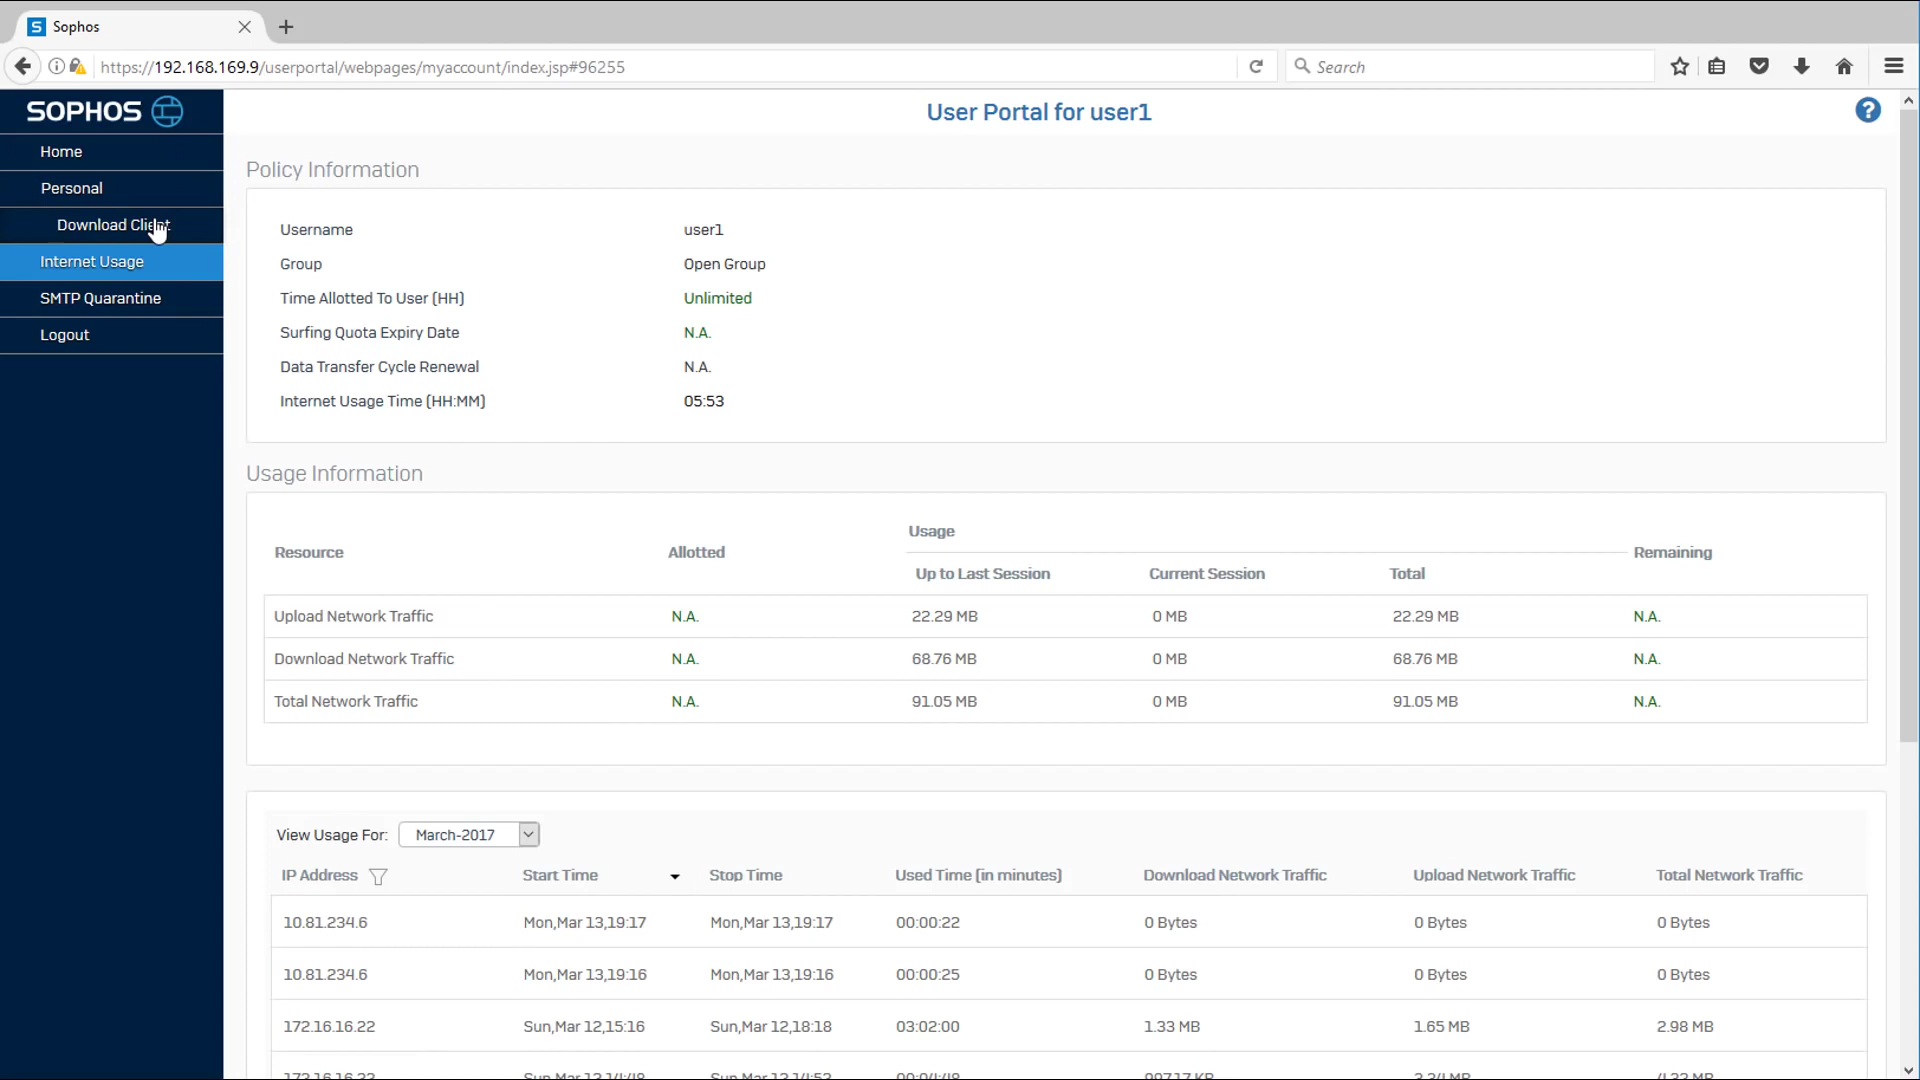 Sophos
https://192.168.169.9/userportal/webpages/myaccount/index.jsp#96255
Search
SOPHOS
User Portal for user1
Home
Personal
Download Client
Internet Usage
SMTP Quarantine
Logout
Policy Information
Username user1
Group Open Group
Time Allotted To User (HH) Unlimited
Surfing Quota Expiry Date N.A.
Data Transfer Cycle Renewal N.A.
Internet Usage Time (HH:MM) 05:53
Usage Information
Usage
Resource Allotted Remaining
Up to Last Session Current Session Total
Upload Network Traffic N.A. 22.29 MB 0 MB 22.29 MB N.A.
Download Network Traffic N.A. 68.76 MB 0 MB 68.76 MB N.A.
Total Network Traffic N.A. 91.05 MB 0 MB 91.05 MB N.A.
View Usage For: March-2017
IP Address Start Time Stop Time Used Time (in minutes) Download Network Traffic Upload Network Traffic Total Network Traffic
10.81.234.6 Mon,Mar 13,19:17 Mon,Mar 13,19:17 00:00:22 0 Bytes 0 Bytes 0 Bytes
10.81.234.6 Mon,Mar 13,19:16 Mon,Mar 13,19:16 00:00:25 0 Bytes 0 Bytes 0 Bytes
172.16.16.22 Sun,Mar 12,15:16 Sun,Mar 12,18:18 03:02:00 1.33 MB 1.65 MB 2.98 MB